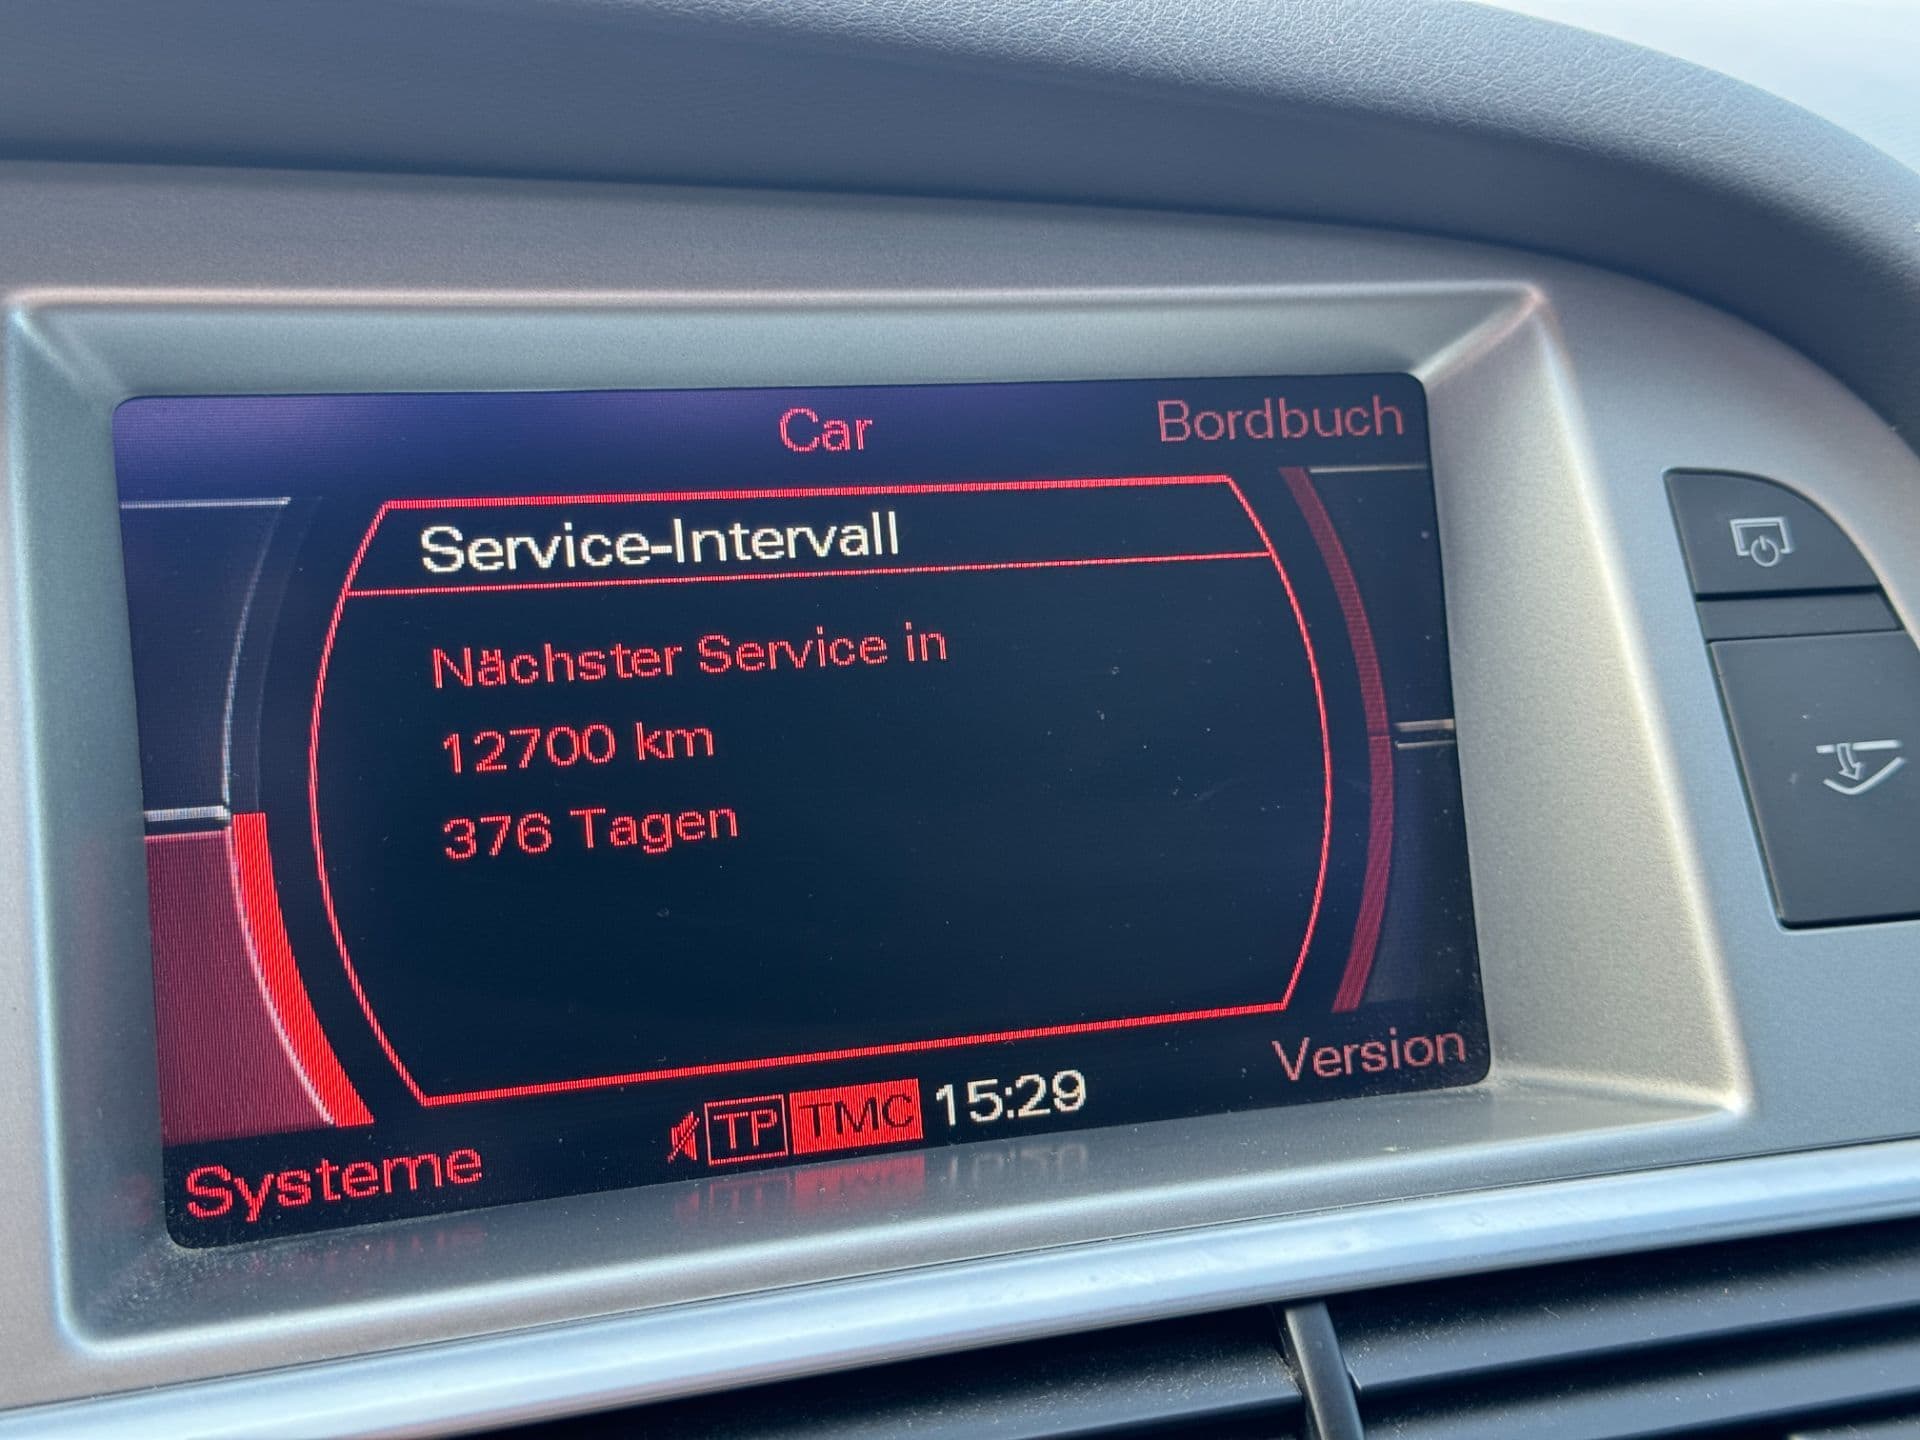 Car
Bordbuch
Service-Intervall
Nächster Service in
12700 km
376 Tagen
Version
Systeme
TP TMC 15:29